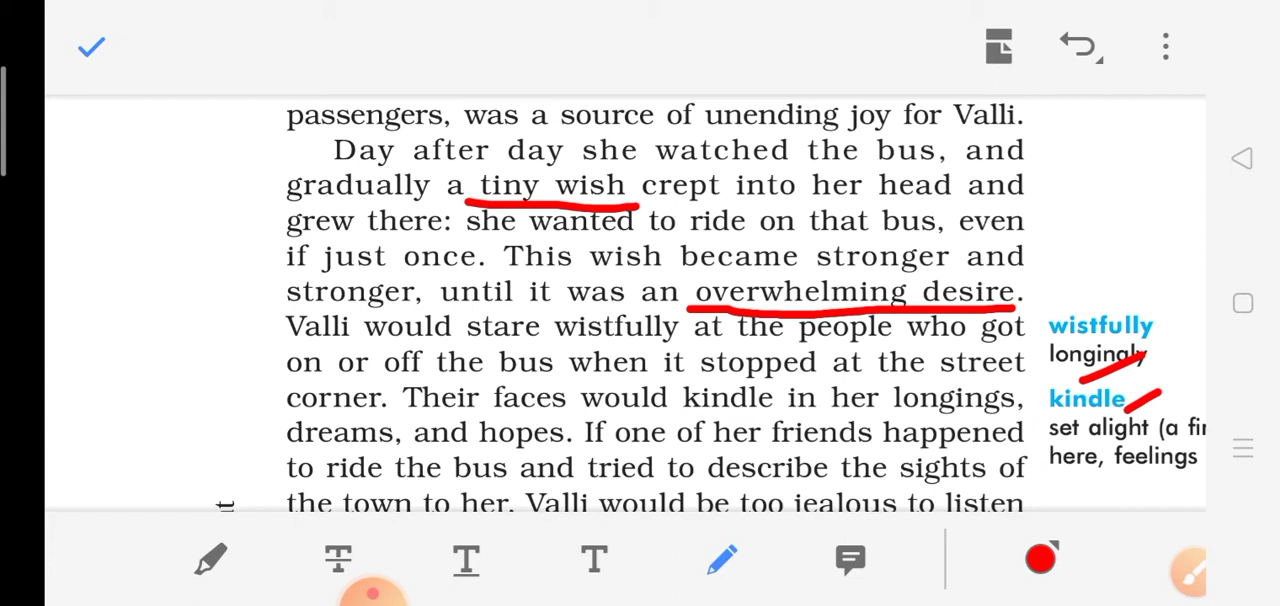 passengers, was a source of unending joy for Valli.
Day after day she watched the bus, and
gradually a tiny wish crept into her head and
grew there: she wanted to ride on that bus, even
if just once. This wish became stronger and
stronger, until it was an overwhelming desire.
Valli would stare wistfully at the people who got
on or off the bus when it stopped at the street
corner. Their faces would kindle in her longings,
dreams, and hopes. If one of her friends happened
to ride the bus and tried to describe the sights of
the town to her, Valli would be too jealous to listen
wistfully
longingly
kindle
set alight (a fir
here, feelings